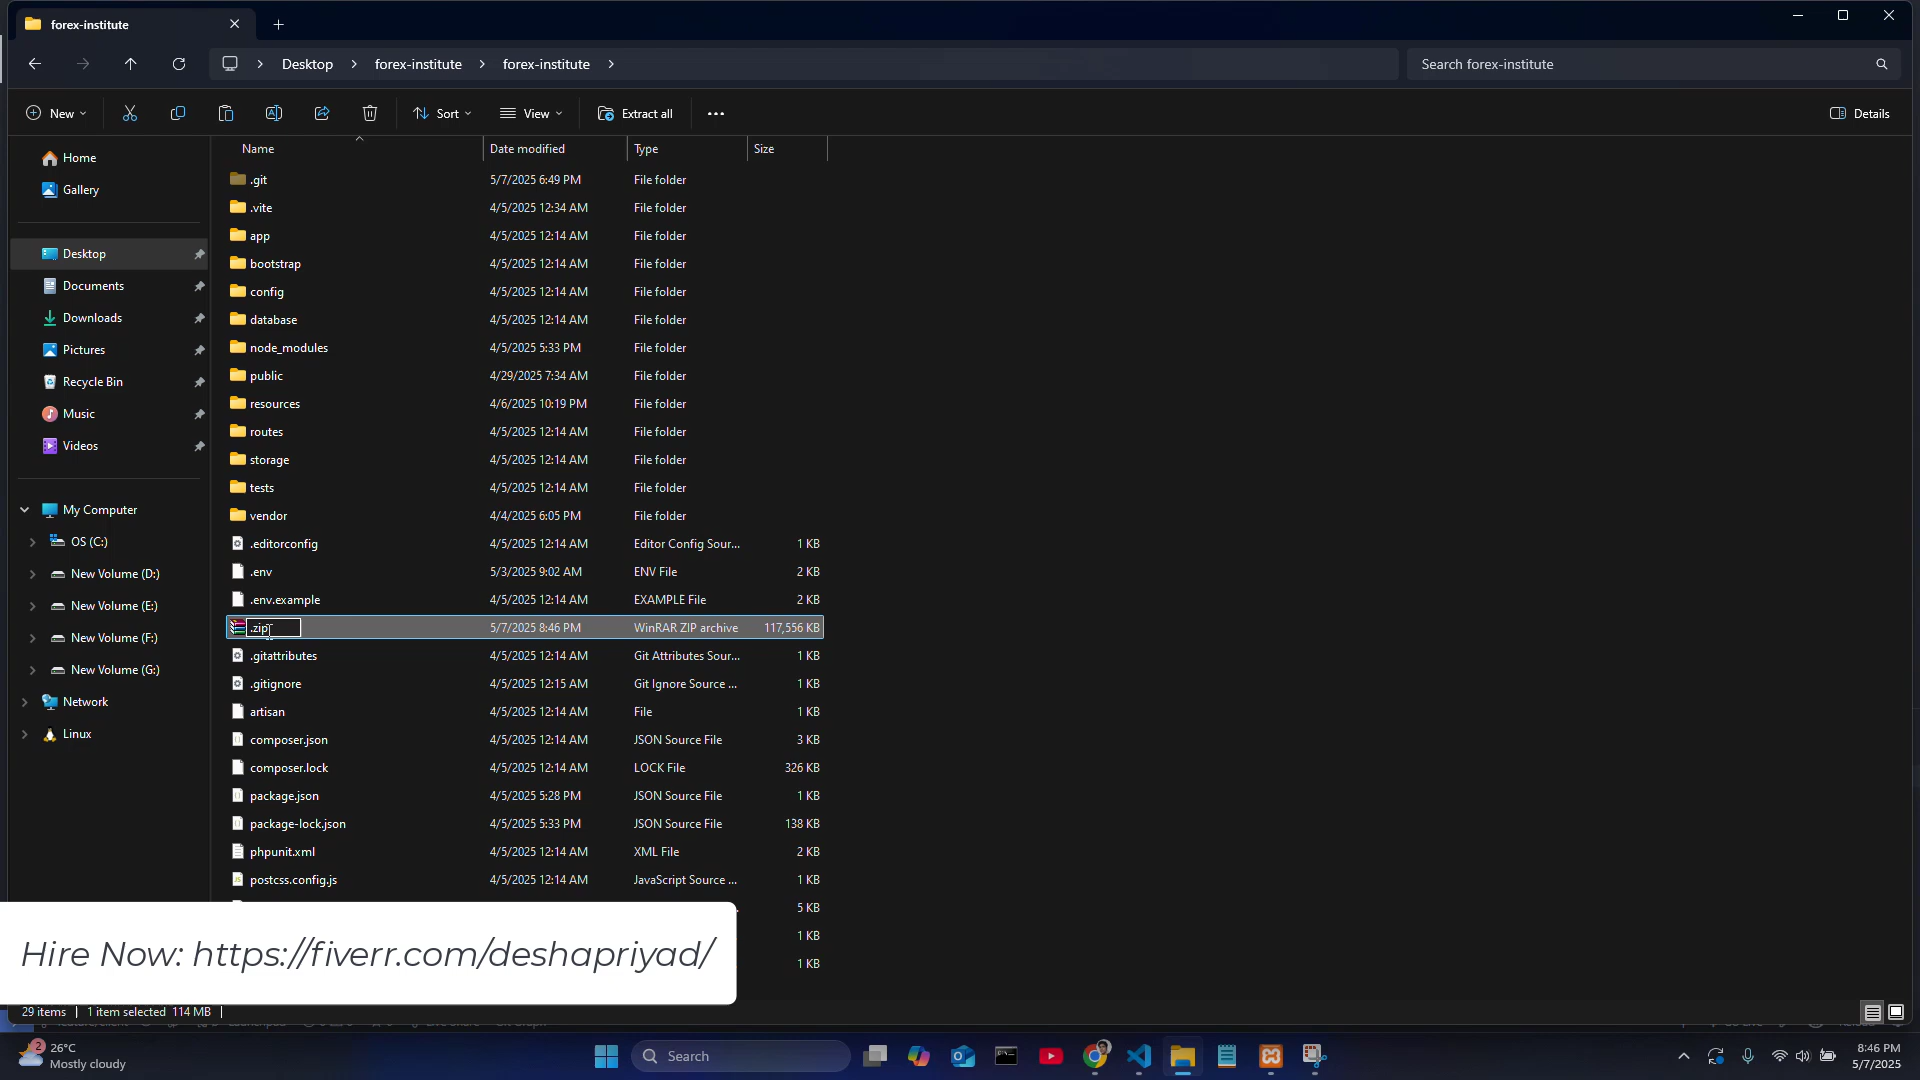 forex-institute
Desktop > forex-institute > forex-institute >
Search forex-institute
New
Sort
View
Extract all
Details
Name Date modified Type Size
Home
Gallery
Desktop
Documents
Downloads
Pictures
Recycle Bin
Music
Videos
My Computer
OS (C:)
New Volume (D:)
New Volume (E:)
New Volume (F:)
New Volume (G:)
Network
Linux
.git 5/7/2025 6:49 PM File folder
.vite 4/5/2025 12:34 AM File folder
app 4/5/2025 12:14 AM File folder
bootstrap 4/5/2025 12:14 AM File folder
config 4/5/2025 12:14 AM File folder
database 4/5/2025 12:14 AM File folder
node_modules 4/5/2025 5:33 PM File folder
public 4/29/2025 7:34 AM File folder
resources 4/6/2025 10:19 PM File folder
routes 4/5/2025 12:14 AM File folder
storage 4/5/2025 12:14 AM File folder
tests 4/5/2025 12:14 AM File folder
vendor 4/4/2025 6:05 PM File folder
.editorconfig 4/5/2025 12:14 AM Editor Config Sour... 1 KB
.env 5/3/2025 9:02 AM ENV File 2 KB
.env.example 4/5/2025 12:14 AM EXAMPLE File 2 KB
.zip 5/7/2025 8:46 PM WinRAR ZIP archive 117,556 KB
.gitattributes 4/5/2025 12:14 AM Git Attributes Sour... 1 KB
.gitignore 4/5/2025 12:15 AM Git Ignore Source ... 1 KB
artisan 4/5/2025 12:14 AM File 1 KB
composer.json 4/5/2025 12:14 AM JSON Source File 3 KB
composer.lock 4/5/2025 12:14 AM LOCK File 326 KB
package.json 4/5/2025 5:28 PM JSON Source File 1 KB
package-lock.json 4/5/2025 5:33 PM JSON Source File 138 KB
phpunit.xml 4/5/2025 12:14 AM XML File 2 KB
postcss.config.js 4/5/2025 12:14 AM JavaScript Source ... 1 KB
5 KB
1 KB
1 KB
Hire Now: https://fiverr.com/deshapriyad/
29 items 1 item selected 114 MB
2
26°C
Mostly cloudy
Search
8:46 PM
5/7/2025